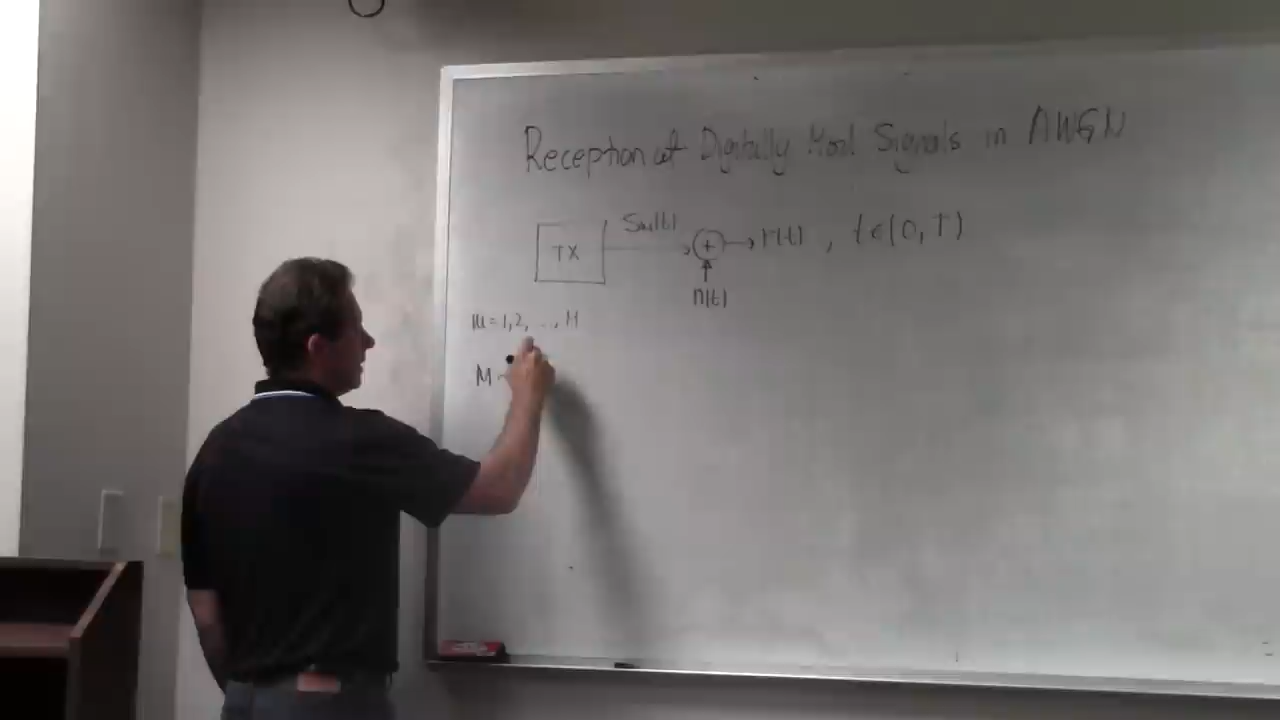 Reception of Digitally Mod Signals in AWGN
TX Sm(t) + → r(t) , t ∈ (0, T)
n(t)
m = 1,2, ..., M
M